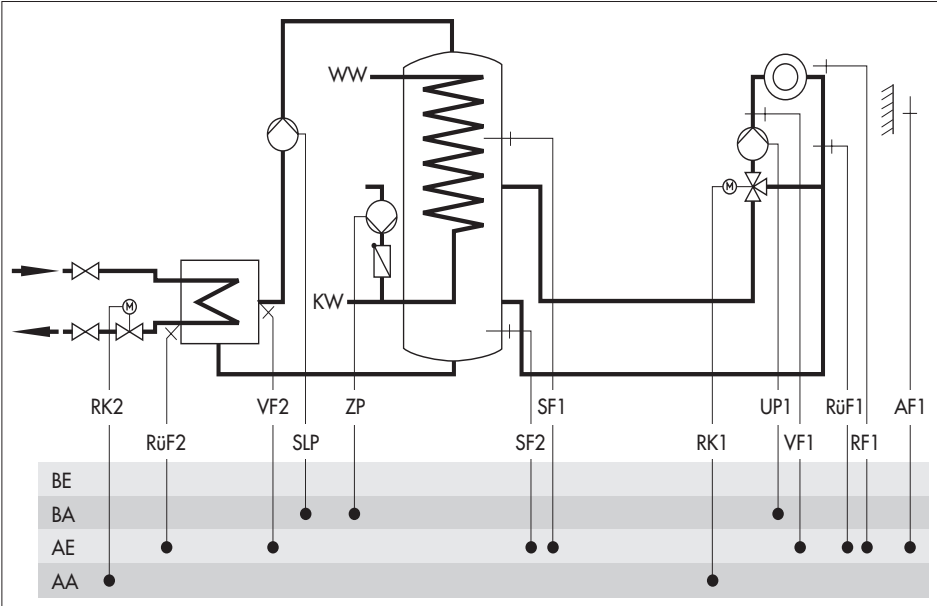 WW
M
KW
M
RK2 VF2 ZP SF1 UP1 RüF1 AF1
RüF2 SLP SF2 RK1 VF1 RF1
BE
BA
AE
AA